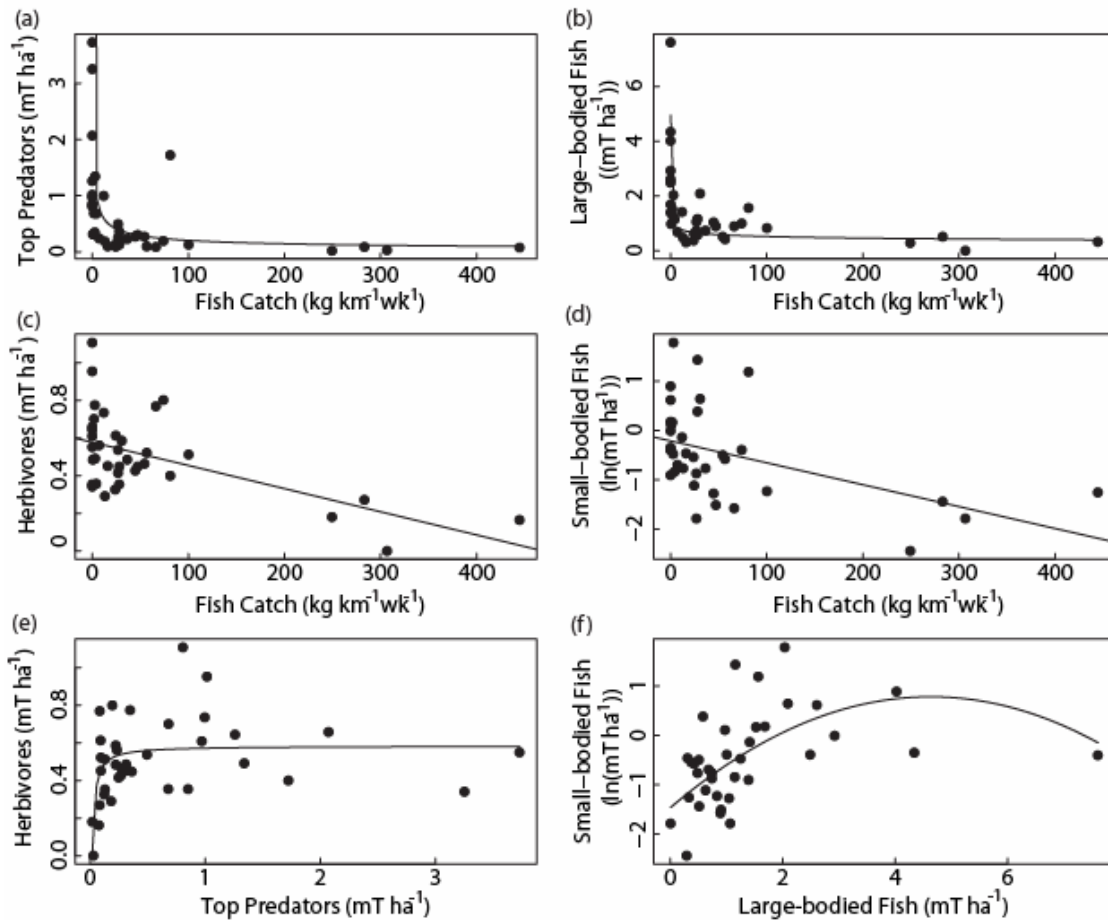 (a)
Top Predators (mT ha⁻¹)
0 1 2 3
0 100 200 300 400
Fish Catch (kg km⁻¹wk⁻¹)
(b)
Large–bodied Fish
((mT ha⁻¹))
0 2 4 6
0 100 200 300 400
Fish Catch (kg km⁻¹wk⁻¹)
(c)
Herbivores (mT ha⁻¹)
0 0.4 0.8
0 100 200 300 400
Fish Catch (kg km⁻¹wk⁻¹)
(d)
Small–bodied Fish
(ln(mT ha⁻¹))
−2 −1 0 1
0 100 200 300 400
Fish Catch (kg km⁻¹wk⁻¹)
(e)
Herbivores (mT ha⁻¹)
0.0 0.4 0.8
0 1 2 3
Top Predators (mT ha⁻¹)
(f)
Small–bodied Fish
(ln(mT ha⁻¹))
−2 −1 0 1
0 2 4 6
Large-bodied Fish (mT ha⁻¹)